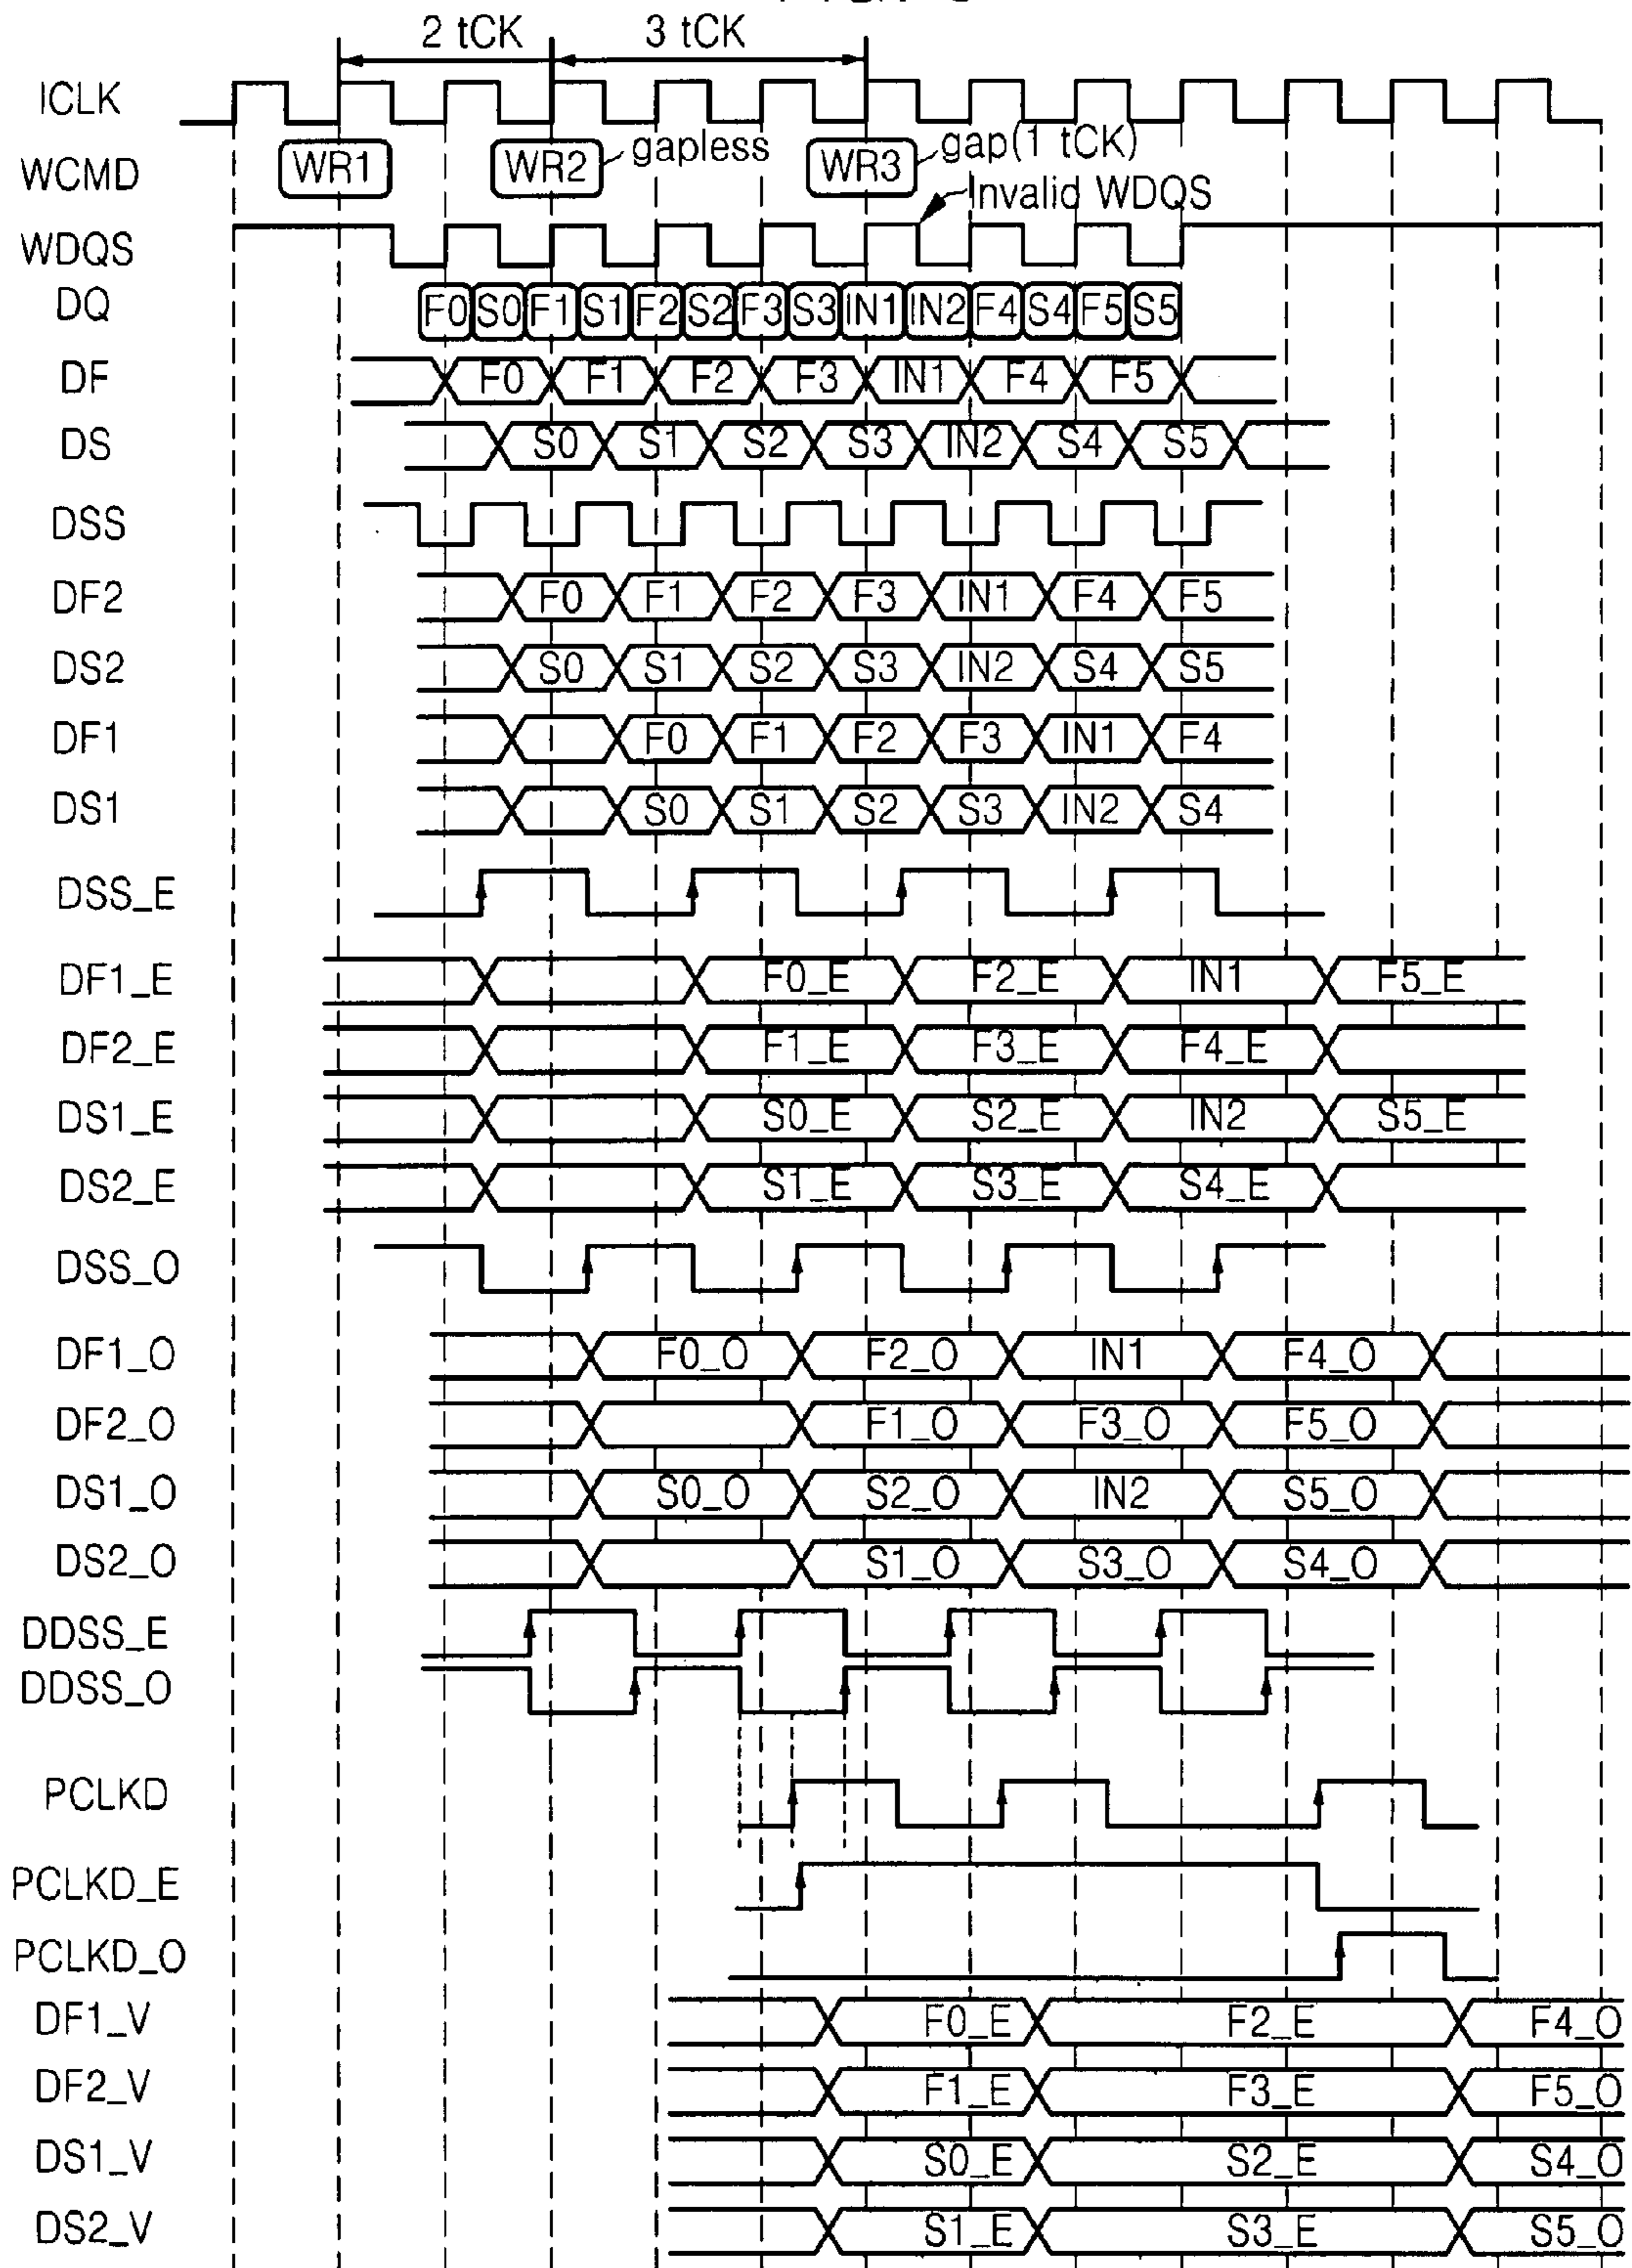 2 tCK 3 tCK
ICLK
WCMD WR1 WR2 gapless WR3 gap(1 tCK)
Invalid WDQS
WDQS
DQ F0 S0 F1 S1 F2 S2 F3 S3 IN1 IN2 F4 S4 F5 S5
DF F0 F1 F2 F3 IN1 F4 F5
DS S0 S1 S2 S3 IN2 S4 S5
DSS
DF2 F0 F1 F2 F3 IN1 F4 F5
DS2 S0 S1 S2 S3 IN2 S4 S5
DF1 F0 F1 F2 F3 IN1 F4
DS1 S0 S1 S2 S3 IN2 S4
DSS_E
DF1_E F0_E F2_E IN1 F5_E
DF2_E F1_E F3_E F4_E
DS1_E S0_E S2_E IN2 S5_E
DS2_E S1_E S3_E S4_E
DSS_O
DF1_O F0_O F2_O IN1 F4_O
DF2_O F1_O F3_O F5_O
DS1_O S0_O S2_O IN2 S5_O
DS2_O S1_O S3_O S4_O
DDSS_E
DDSS_O
PCLKD
PCLKD_E
PCLKD_O
DF1_V F0_E F2_E F4_O
DF2_V F1_E F3_E F5_O
DS1_V S0_E S2_E S4_O
DS2_V S1_E S3_E S5_O